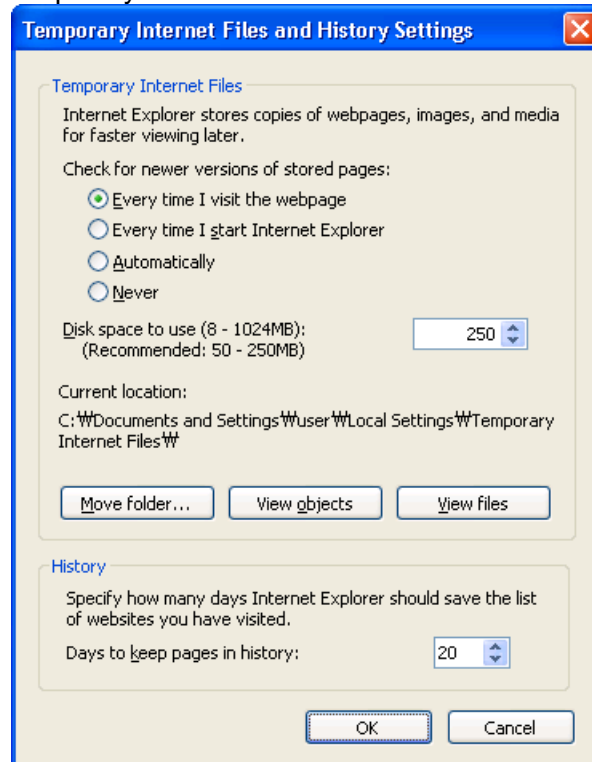 Temporary Internet Files and History Settings
Temporary Internet Files
Internet Explorer stores copies of webpages, images, and media
for faster viewing later.
Check for newer versions of stored pages:
Every time I visit the webpage
Every time I start Internet Explorer
Automatically
Never
Disk space to use (8 - 1024MB):
(Recommended: 50 - 250MB)
250
Current location:
C:₩Documents and Settings₩user₩Local Settings₩Temporary
Internet Files₩
Move folder... View objects View files
History
Specify how many days Internet Explorer should save the list
of websites you have visited.
Days to keep pages in history: 20
OK Cancel